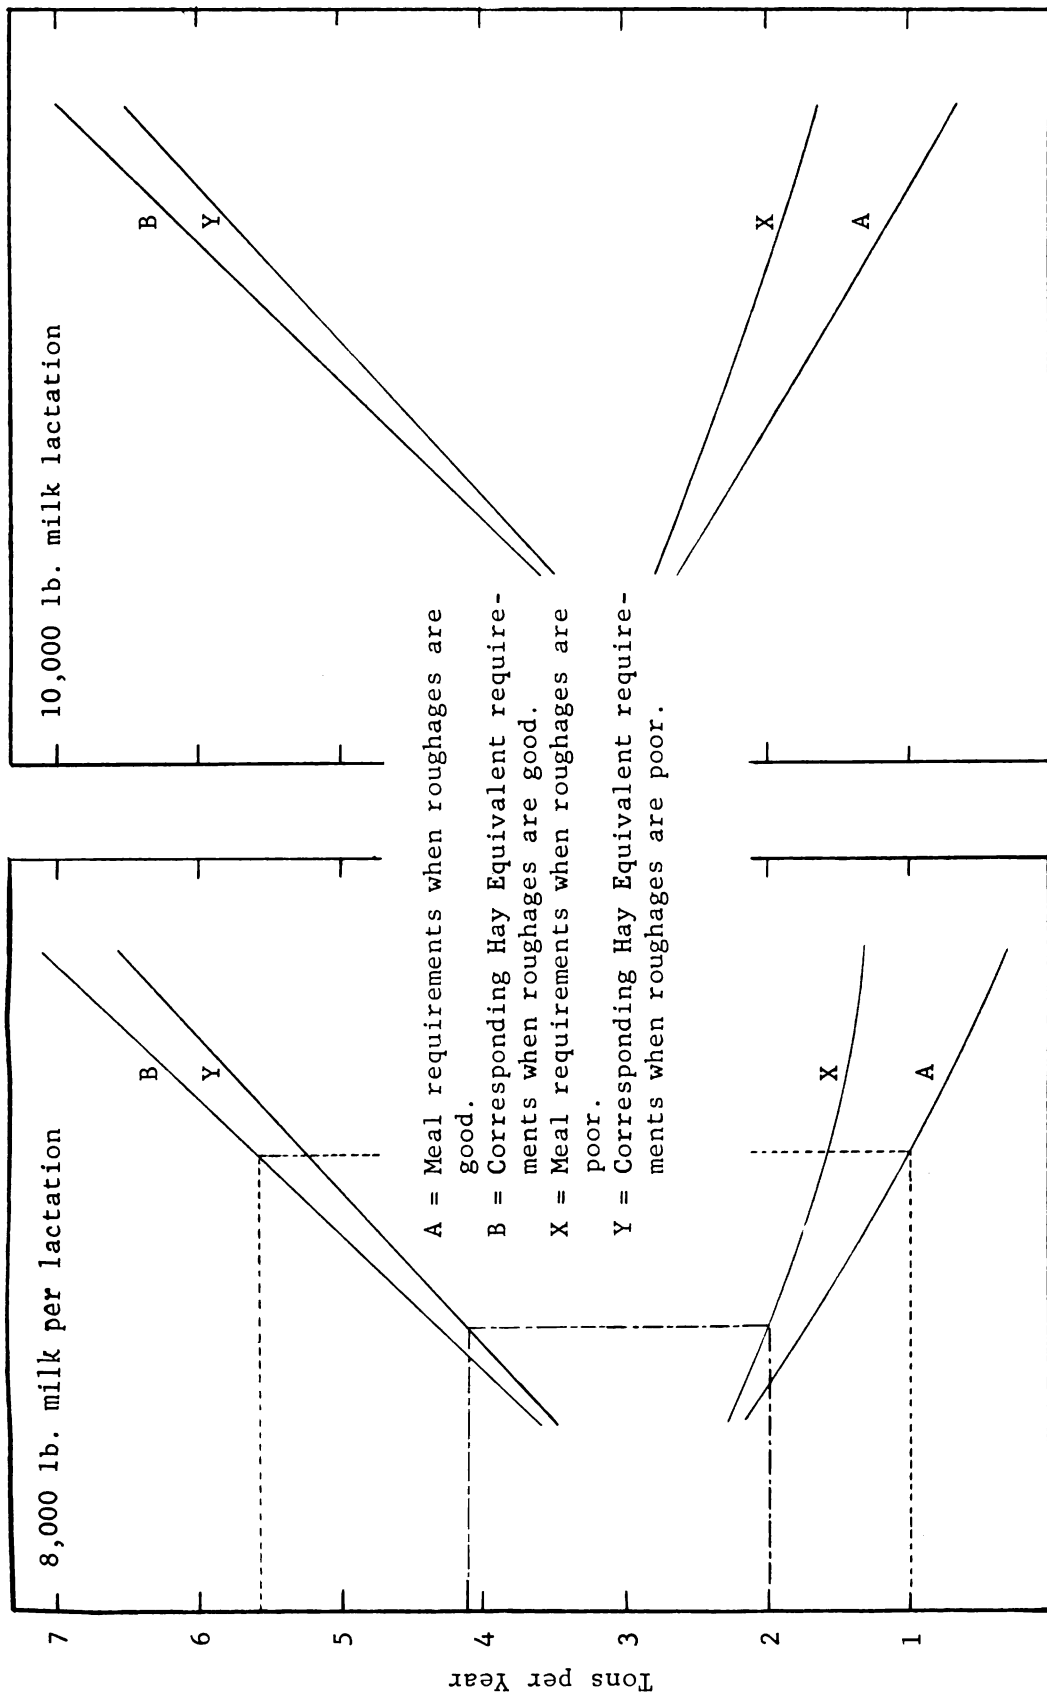 8,000 lb. milk per lactation
10,000 lb. milk lactation
B
Y
X
A
B
Y
X
A
A = Meal requirements when roughages are
good.
B = Corresponding Hay Equivalent require-
ments when roughages are good.
X = Meal requirements when roughages are
poor.
Y = Corresponding Hay Equivalent require-
ments when roughages are poor.
7
6
5
4
3
2
1
Tons per Year